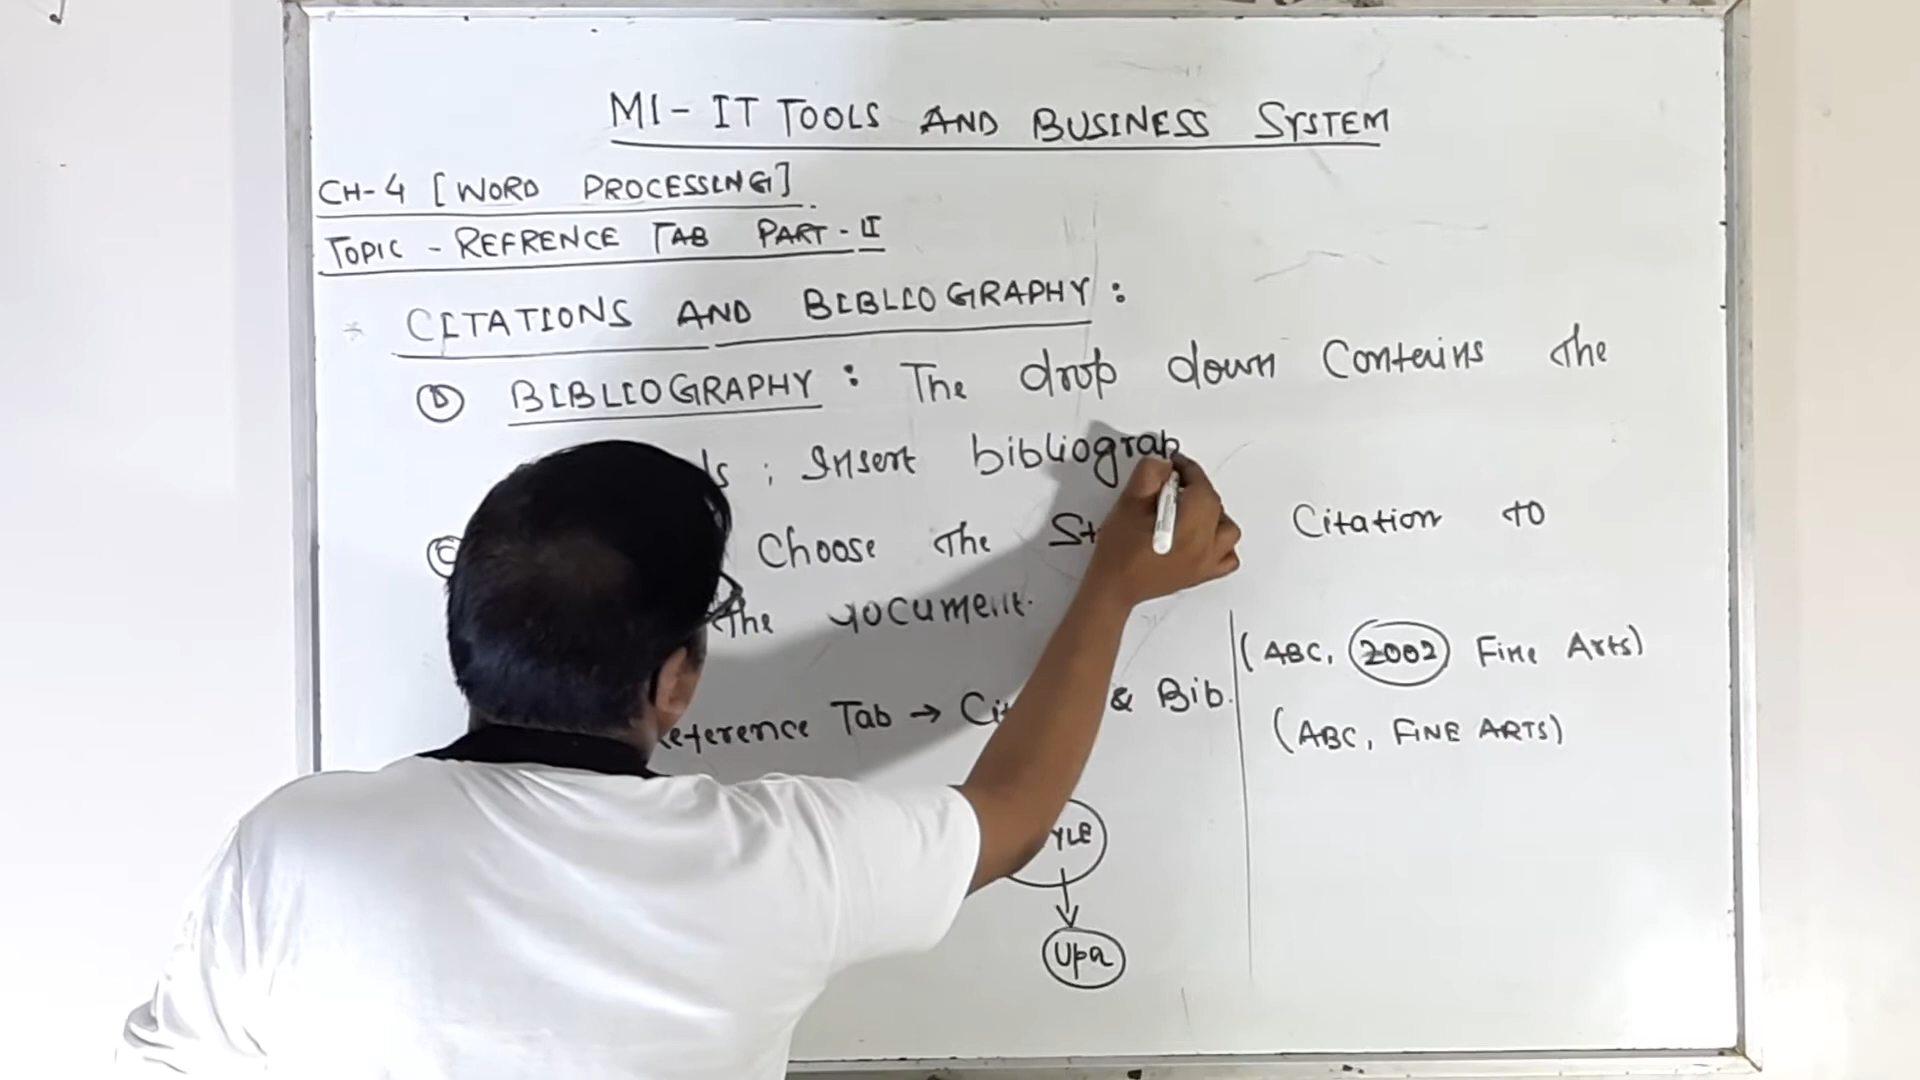 MI - IT TOOLS AND BUSINESS SYSTEM
CH-4 [WORD PROCESSING]
TOPIC - REFRENCE TAB PART - II
CITATIONS AND BIBLIOGRAPHY :
D BIBLIOGRAPHY : The drop down Contains the
; Insert bibliograp
Choose the Citation to
the document.
Reference Tab → & Bib.
(ABC, 2002 Fine Arts)
(ABC, FINE ARTS)